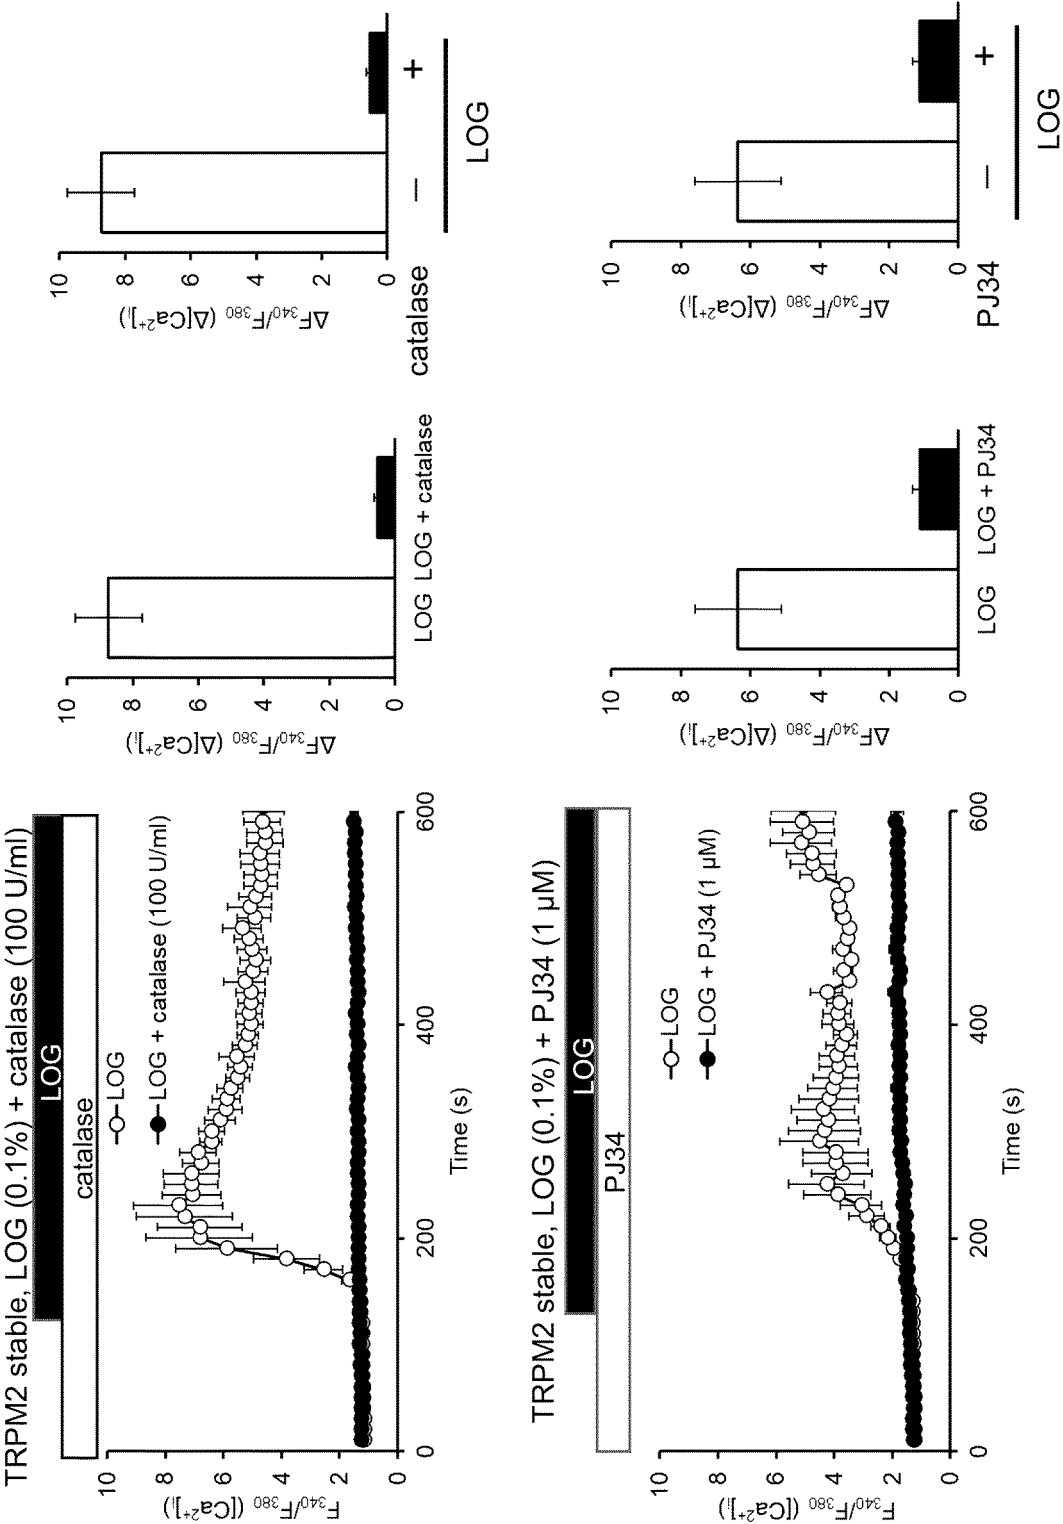 TRPM2 stable, LOG (0.1%) + catalase (100 U/ml)
LOG
catalase
LOG
LOG + catalase (100 U/ml)
F340/F380 ([Ca2+]i)
10
8
6
4
2
0
0 200 400 600
Time (s)
ΔF340/F380 (Δ[Ca2+]i)
10
8
6
4
2
0
LOG LOG + catalase
ΔF340/F380 (Δ[Ca2+]i)
10
8
6
4
2
0
catalase − +
LOG
TRPM2 stable, LOG (0.1%) + PJ34 (1 μM)
LOG
PJ34
LOG
LOG + PJ34 (1 μM)
F340/F380 ([Ca2+]i)
10
8
6
4
2
0
0 200 400 600
Time (s)
ΔF340/F380 (Δ[Ca2+]i)
10
8
6
4
2
0
LOG LOG + PJ34
ΔF340/F380 (Δ[Ca2+]i)
10
8
6
4
2
0
PJ34 − +
LOG